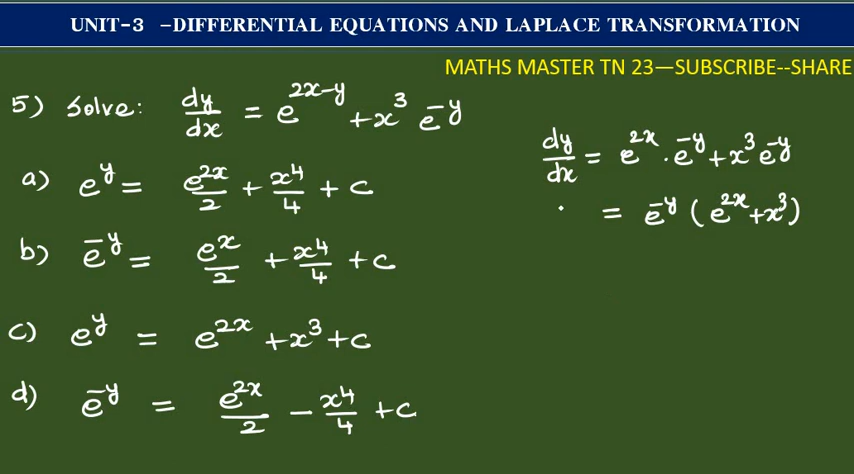 UNIT-3 –DIFFERENTIAL EQUATIONS AND LAPLACE TRANSFORMATION
MATHS MASTER TN 23—SUBSCRIBE--SHARE
5) Solve: dy/dx = e^(2x-y) + x^3 e^-y
a) e^y = e^2x/2 + x^4/4 + c
b) e^-y = e^x/2 + x^4/4 + c
c) e^y = e^2x + x^3 + c
d) e^-y = e^2x/2 - x^4/4 + c
dy/dx = e^2x . e^-y + x^3 e^-y
= e^-y (e^2x + x^3)